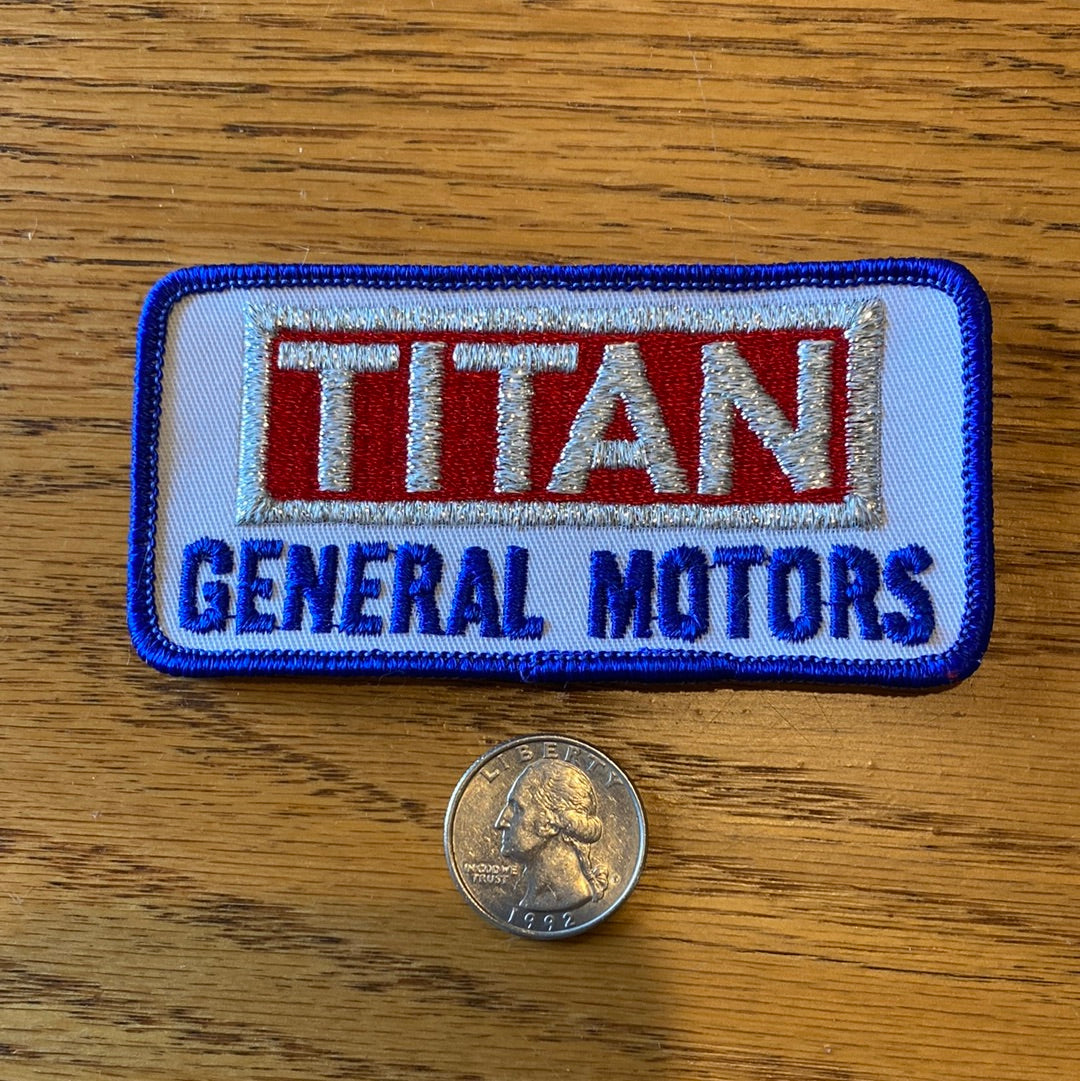 TITAN
GENERAL MOTORS
LIBERTY
IN GOD WE
TRUST
D
1992